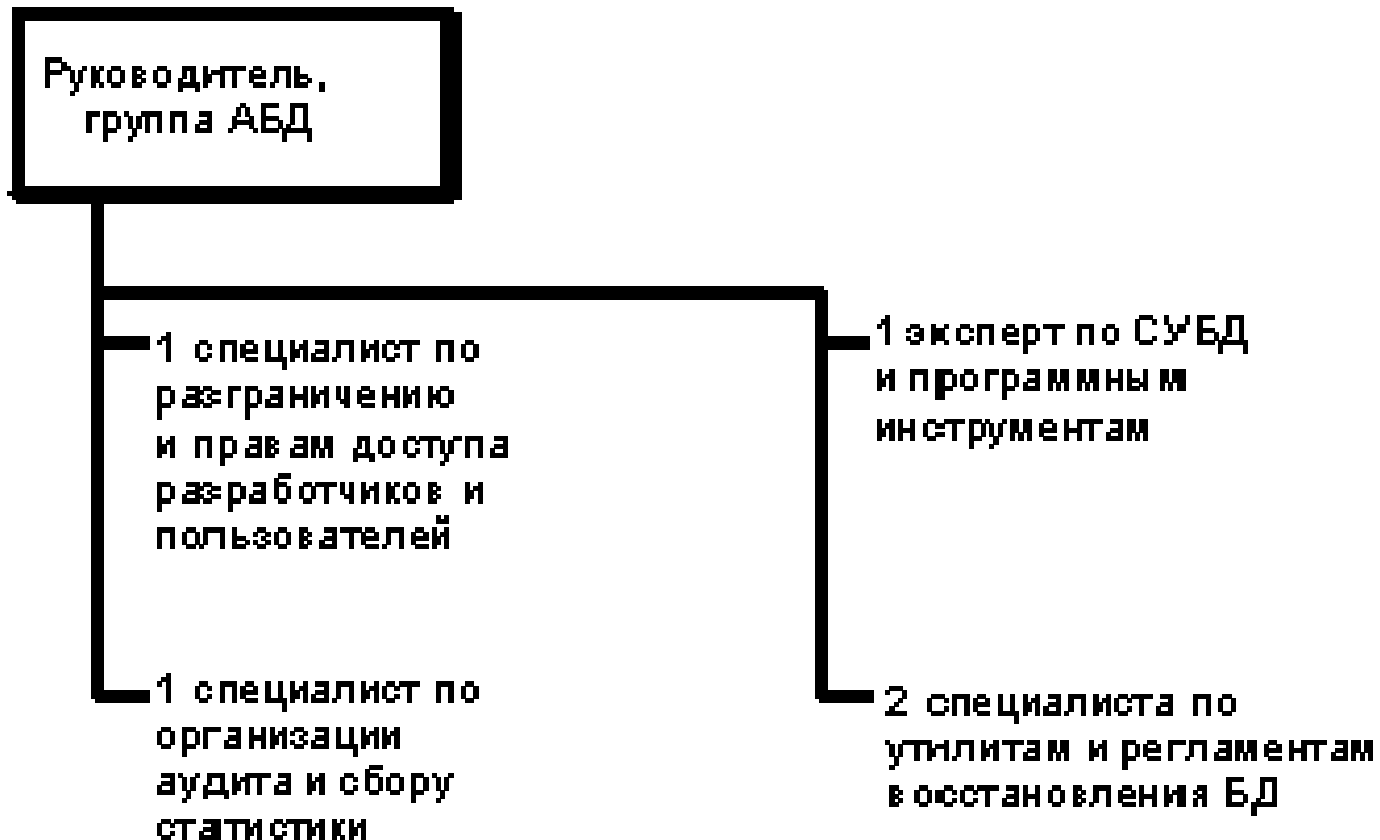 Руководитель,
группа АБД
1 специалист по
разграничению
и правам доступа
разработчиков и
пользователей
1 эксперт по СУБД
и программным
инструментам
1 специалист по
организации
аудита и сбору
статистики
2 специалиста по
утилитам и регламентам
восстановления БД